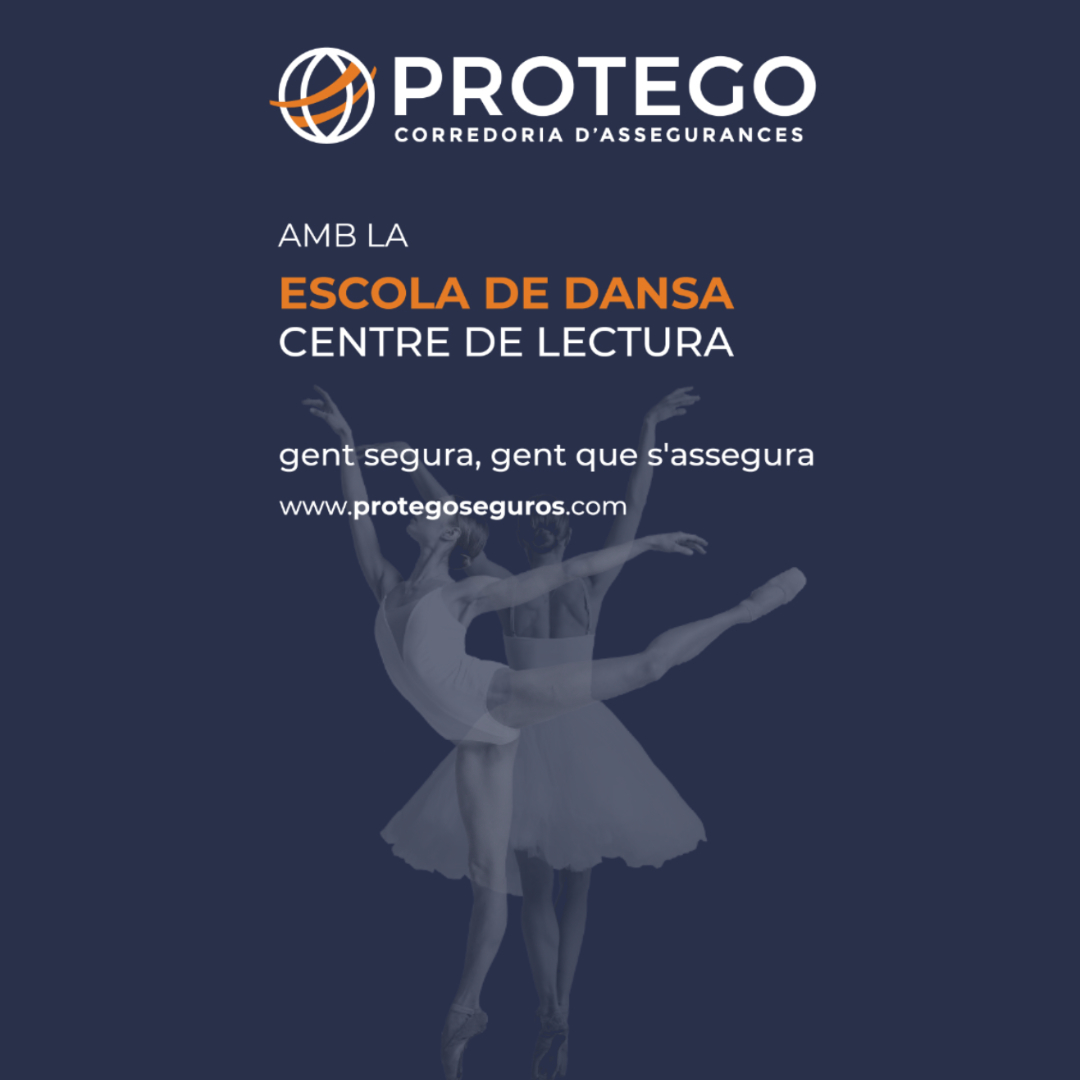 PROTEGO
CORREDORIA D'ASSEGURANCES
AMB LA
ESCOLA DE DANSA
CENTRE DE LECTURA
gent segura, gent que s'assegura
www.protegoseguros.com